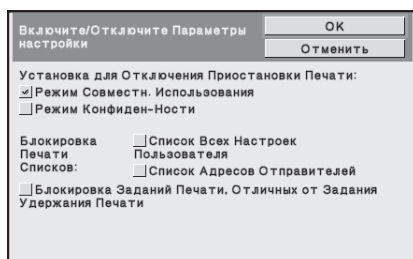 Включите/Отключите Параметры
настройки
OK
Отменить
Установка для Отключения Приостановки Печати:
Режим Совместн. Использования
Режим Конфиден-Ности
Блокировка
Печати
Списков:
Список Всех Настроек
Пользователя
Список Адресов Отправителей
Блокировка Заданий Печати, Отличных от Задания
Удержания Печати